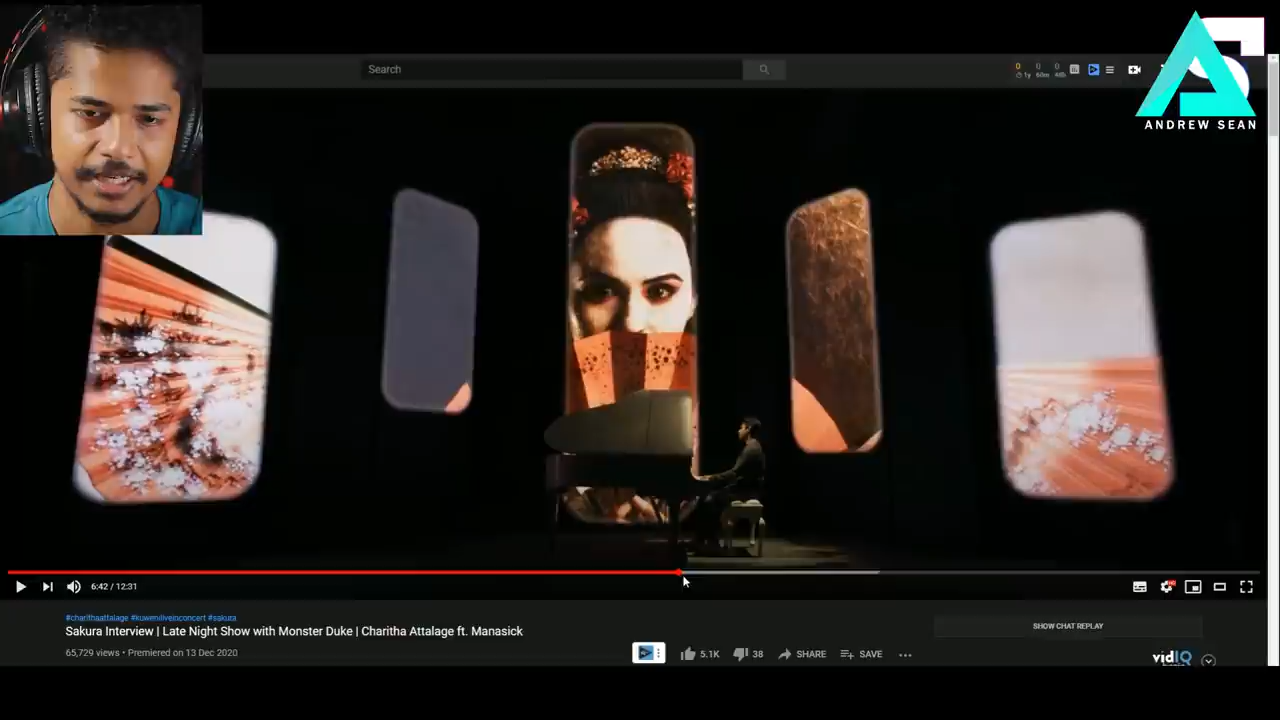 ANDREW SEAN
Search
6:42 / 12:31
#charithaattalage #kuweniliveinconcert #sakura
Sakura Interview | Late Night Show with Monster Duke | Charitha Attalage ft. Manasick
65,729 views • Premiered on 13 Dec 2020
5.1K
38
SHARE
SAVE
SHOW CHAT REPLAY
vidIQ